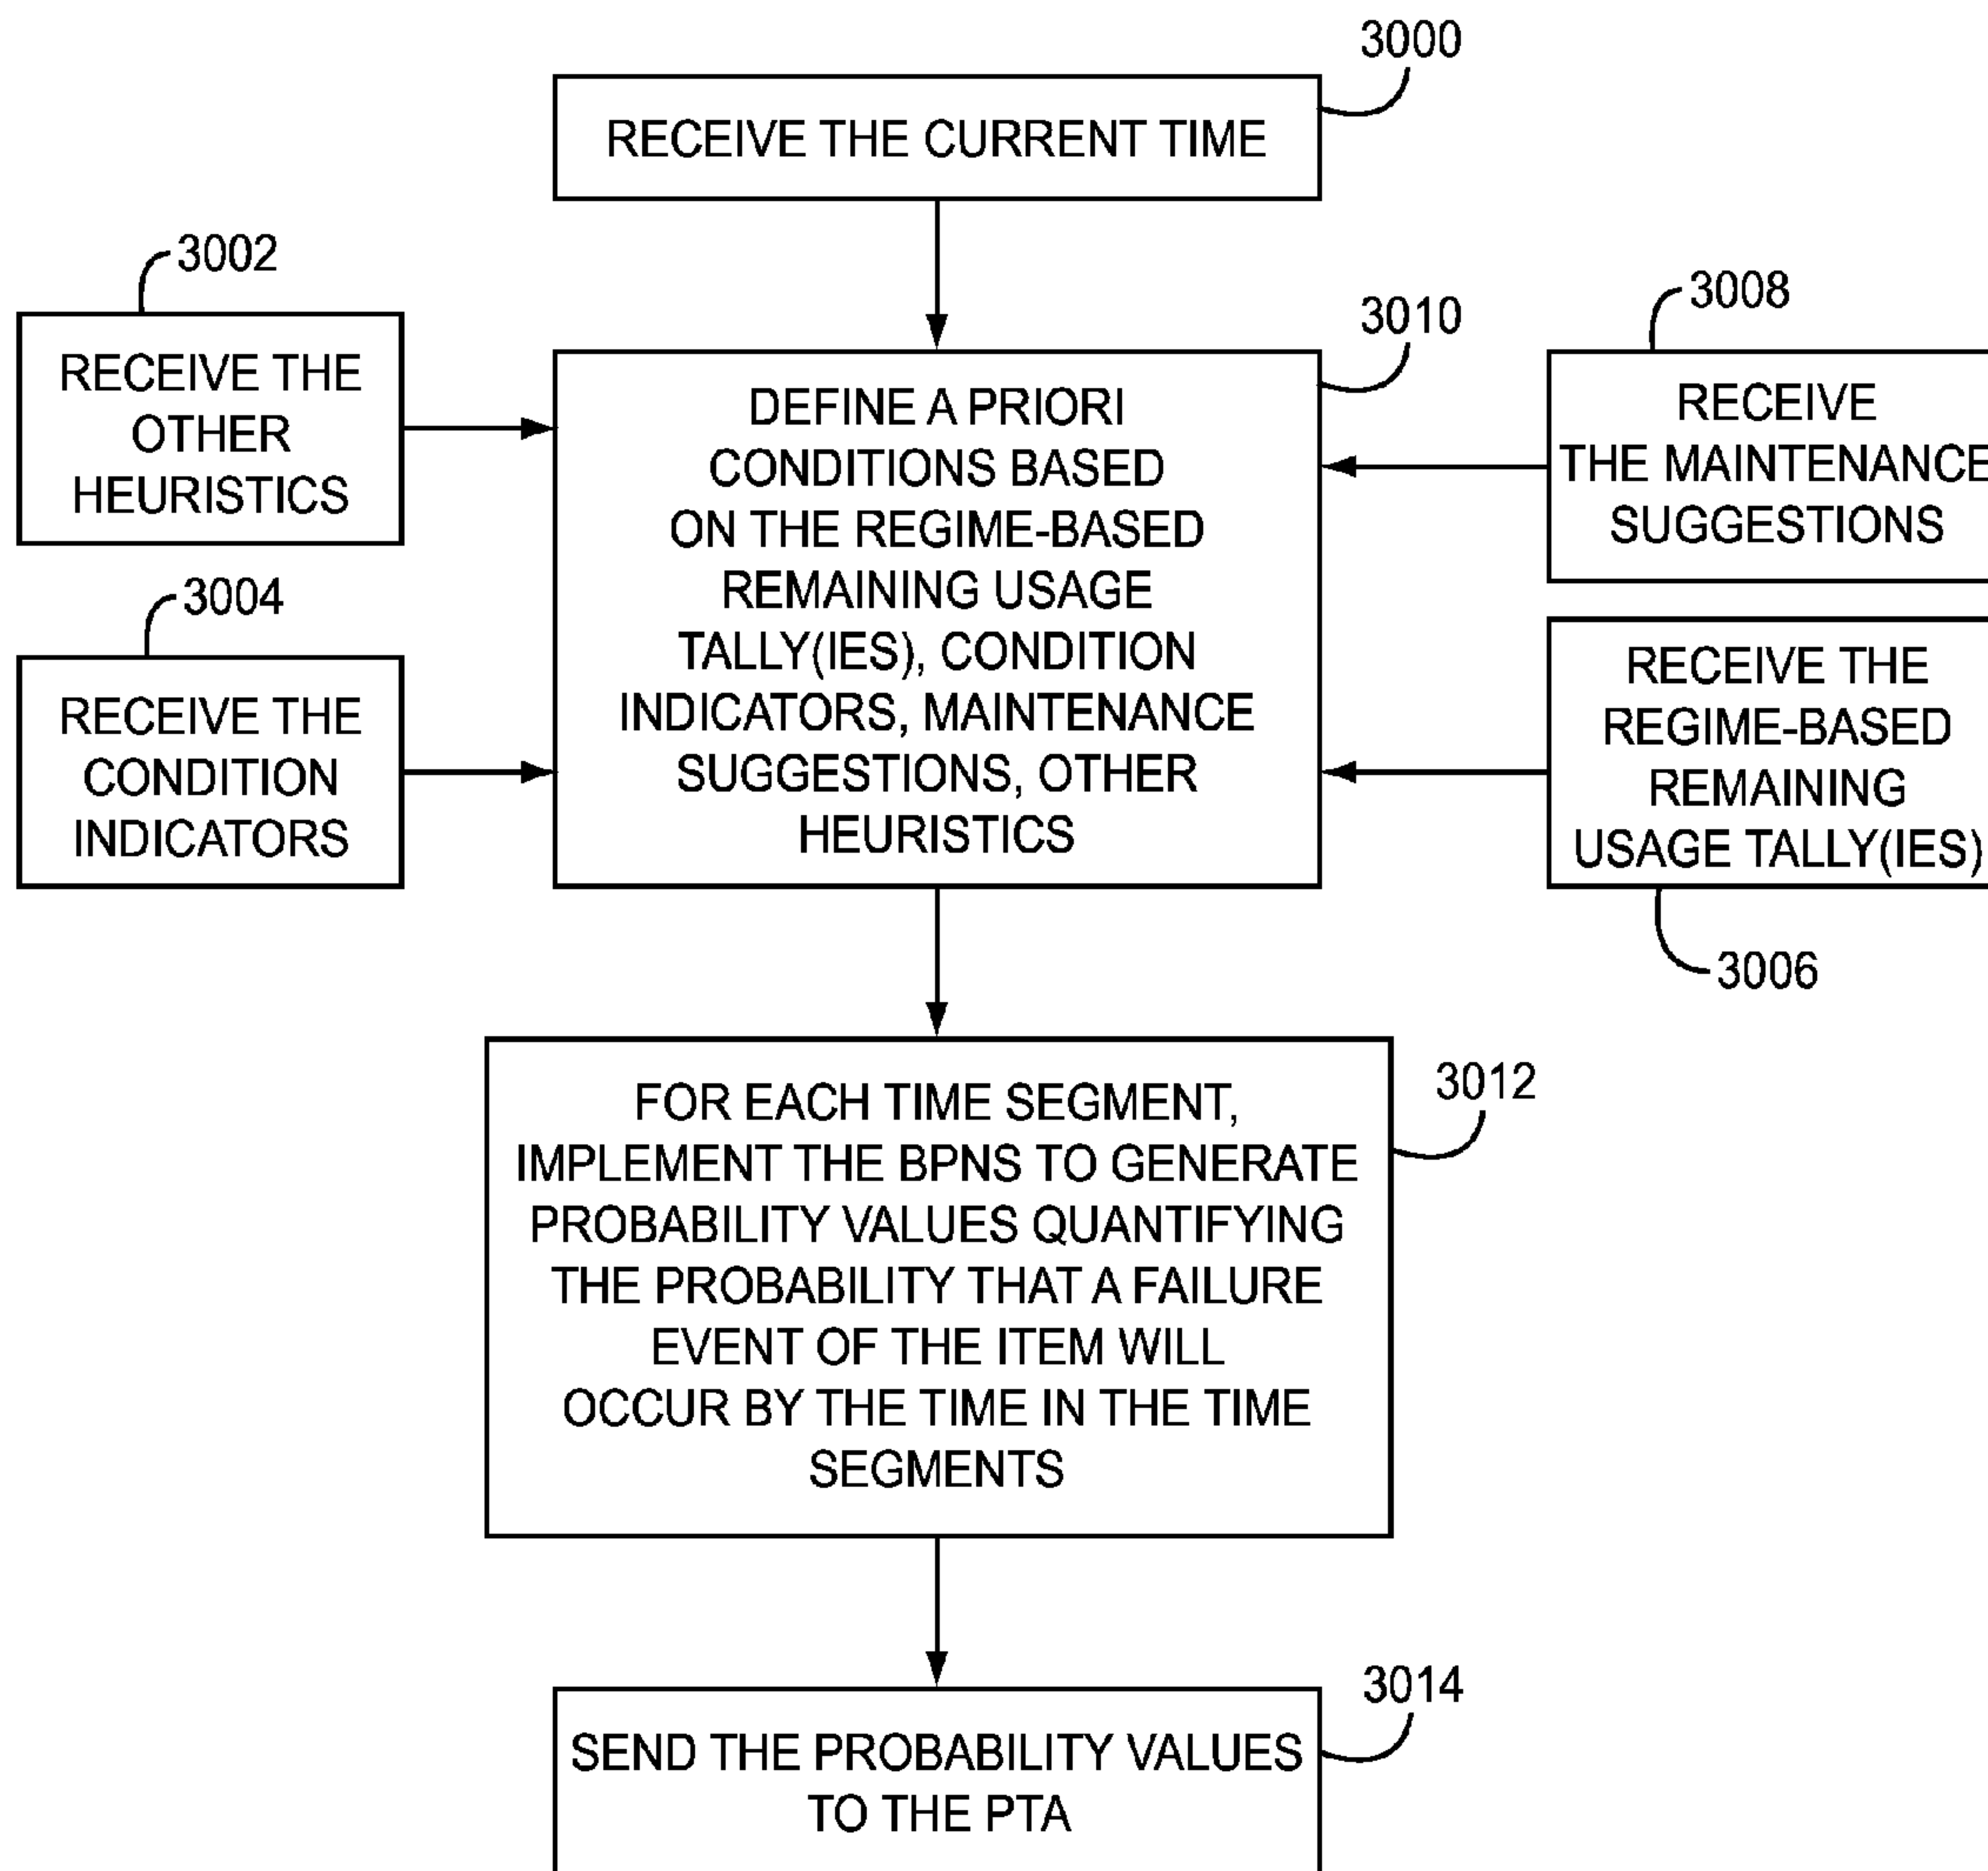 3000
RECEIVE THE CURRENT TIME
3002
RECEIVE THE
OTHER
HEURISTICS
3004
RECEIVE THE
CONDITION
INDICATORS
3010
DEFINE A PRIORI
CONDITIONS BASED
ON THE REGIME-BASED
REMAINING USAGE
TALLY(IES), CONDITION
INDICATORS, MAINTENANCE
SUGGESTIONS, OTHER
HEURISTICS
3008
RECEIVE
THE MAINTENANCE
SUGGESTIONS
RECEIVE THE
REGIME-BASED
REMAINING
USAGE TALLY(IES)
3006
3012
FOR EACH TIME SEGMENT,
IMPLEMENT THE BPNS TO GENERATE
PROBABILITY VALUES QUANTIFYING
THE PROBABILITY THAT A FAILURE
EVENT OF THE ITEM WILL
OCCUR BY THE TIME IN THE TIME
SEGMENTS
3014
SEND THE PROBABILITY VALUES
TO THE PTA